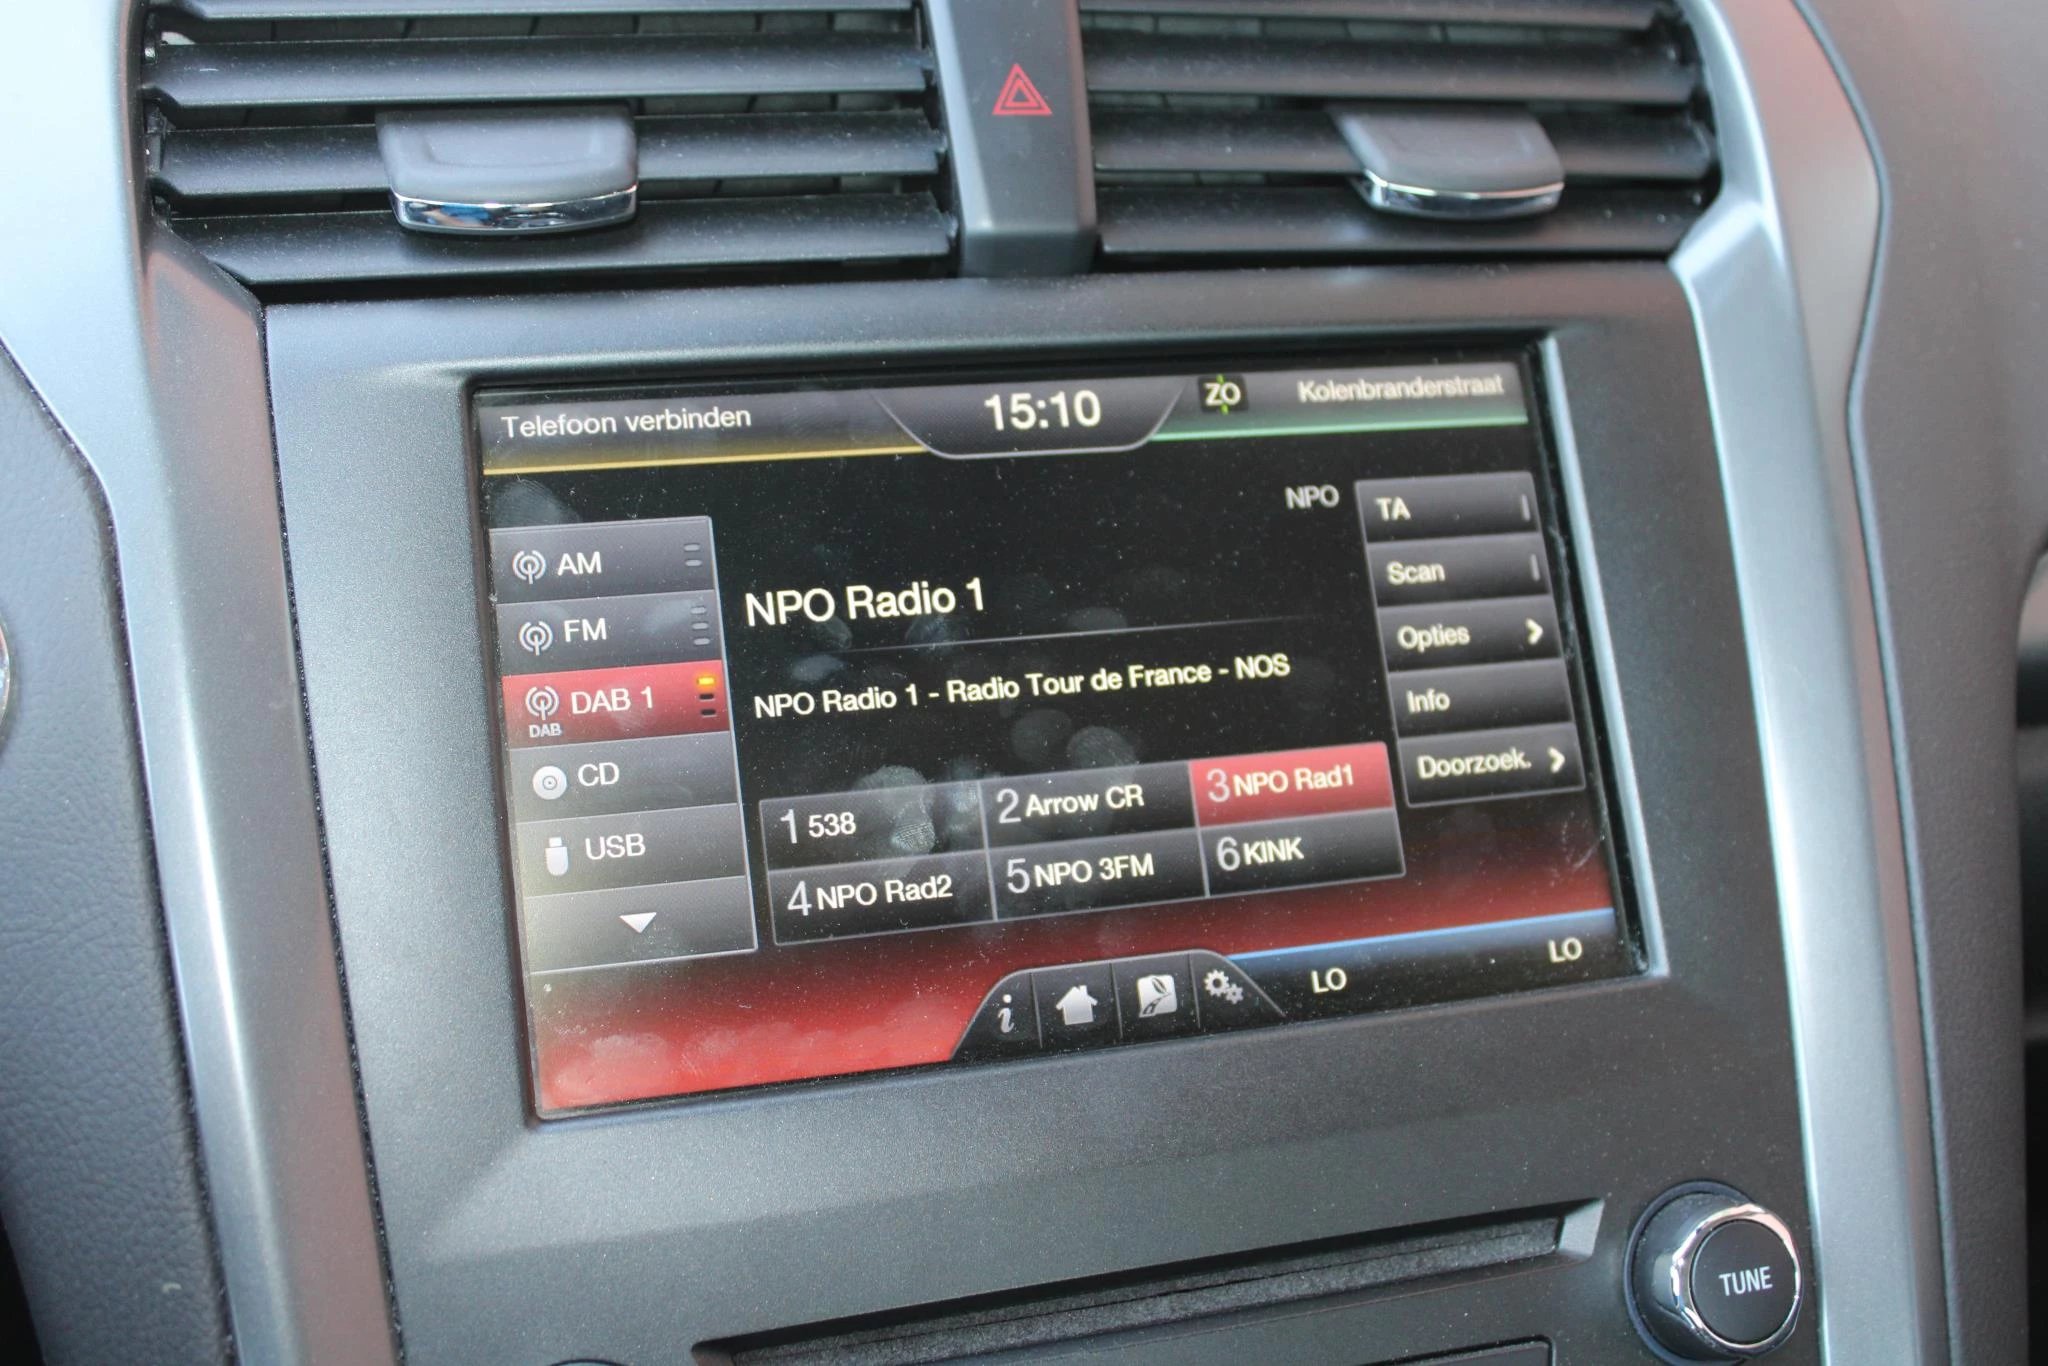 Telefoon verbinden
15:10
ZO
Kolenbranderstraat
NPO
AM
FM
DAB 1
DAB
CD
USB
NPO Radio 1
NPO Radio 1 - Radio Tour de France - NOS
1 538
2 Arrow CR
3 NPO Rad1
4 NPO Rad2
5 NPO 3FM
6 KINK
TA
Scan
Opties
Info
Doorzoek.
i
LO
LO
TUNE